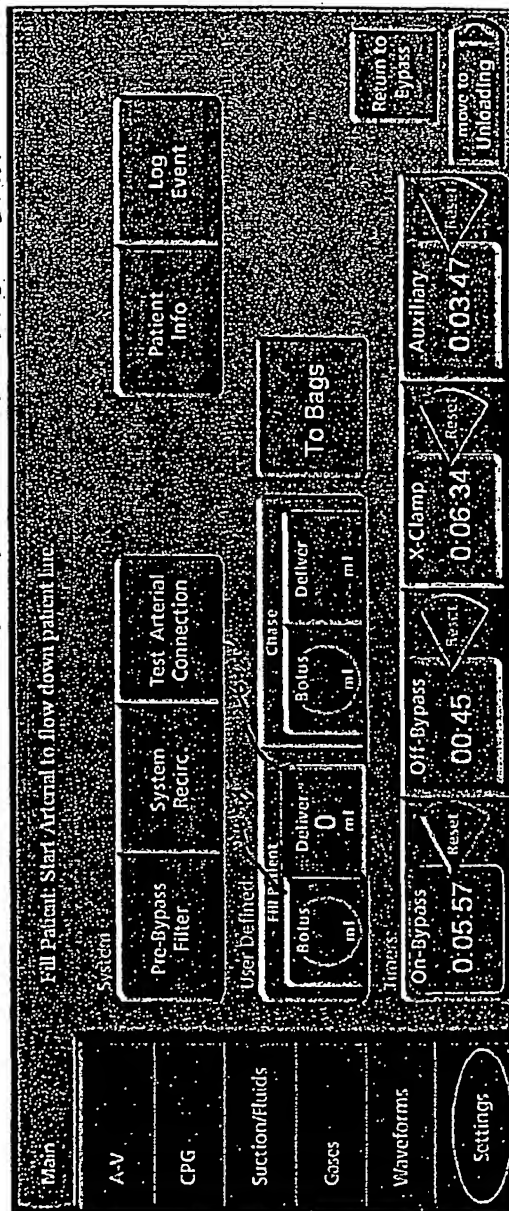 Main
Fill Patient: Start Arterial to flow down patient line.
A-V
CPG
Suction/Fluids
Gases
Waveforms
Settings
System
Pre-Bypass
Filter
System
Recirc.
Test Arterial
Connection
Patient
Info
Log
Event
User Defined
Fill Patient
Bolus
ml
Deliver
0
ml
Chase
Bolus
ml
Deliver
ml
To Bags
Timers
On-Bypass
0:05:57
Reset
Off-Bypass
00:45
Reset
X-Clamp
0:06:34
Reset
Auxillary
0:03:47
Reset
Return to
Bypass
move to
Unloading